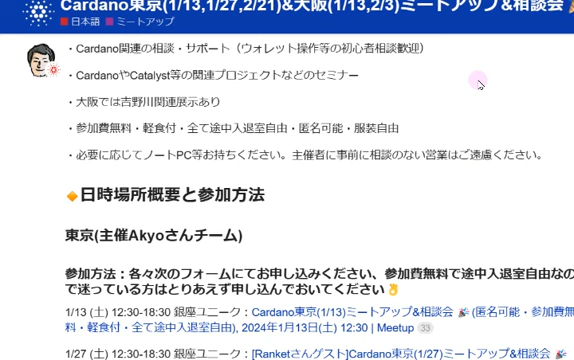 Cardano東京(1/13,1/27,2/21)&大阪(1/13,2/3)ミートアップ&相談会
日本語 ミートアップ
・Cardano関連の相談・サポート（ウォレット操作等の初心者相談歓迎）
・CardanoやCatalyst等の関連プロジェクトなどのセミナー
・大阪では吉野川関連展示あり
・参加費無料・軽食付・全て途中入退室自由・匿名可能・服装自由
・必要に応じてノートPC等お持ちください。主催者に事前に相談のない営業はご遠慮ください。
🔸日時場所概要と参加方法
東京(主催Akyoさんチーム)
参加方法：各々次のフォームにてお申し込みください、参加費無料で途中入退室自由なの
で迷っている方はとりあえず申し込んでおいてください👌
1/13 (土) 12:30-18:30 銀座ユニーク：Cardano東京(1/13)ミートアップ&相談会 🎉 (匿名可能・参加費無
料・軽食付・全て途中入退室自由), 2024年1月13日(土) 12:30 | Meetup 33
1/27 (土) 12:30-18:30 銀座ユニーク：[Ranketさんゲスト]Cardano東京(1/27)ミートアップ&相談会 🎉